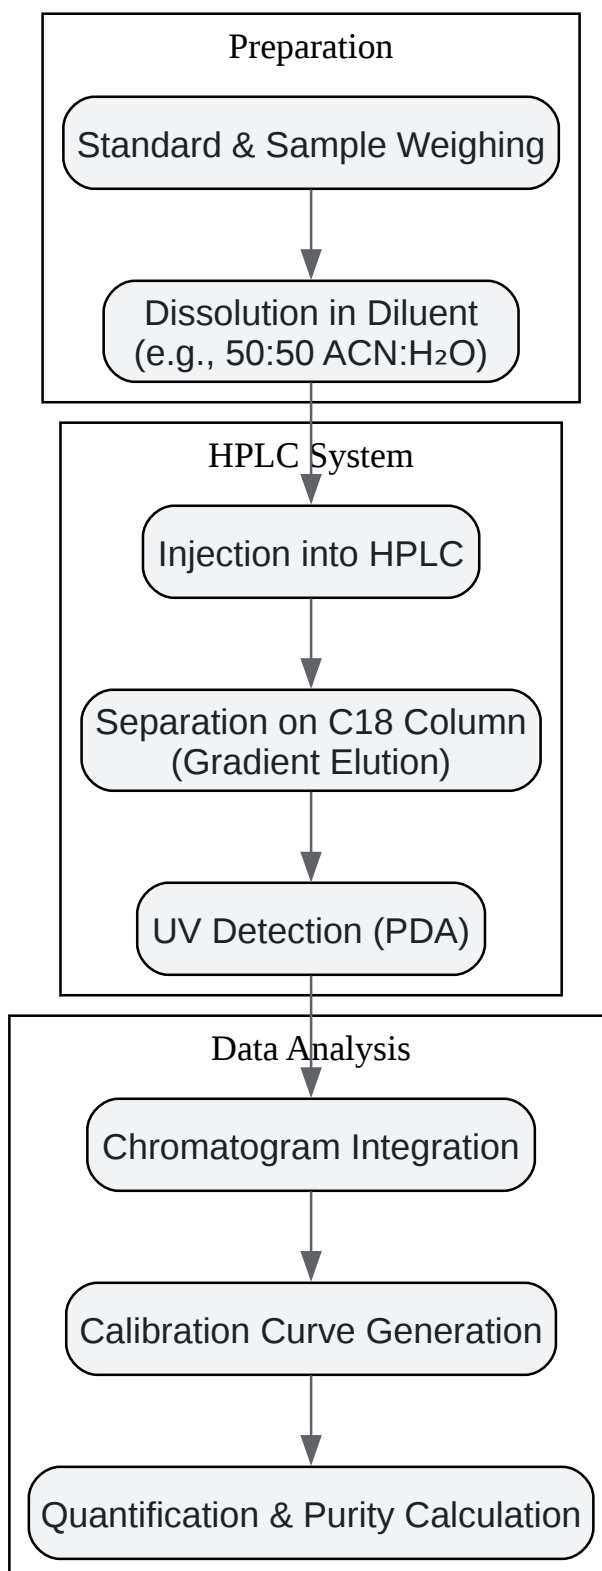 Preparation
Standard & Sample Weighing
Dissolution in Diluent
(e.g., 50:50 ACN:H₂O)
HPLC System
Injection into HPLC
Separation on C18 Column
(Gradient Elution)
UV Detection (PDA)
Data Analysis
Chromatogram Integration
Calibration Curve Generation
Quantification & Purity Calculation